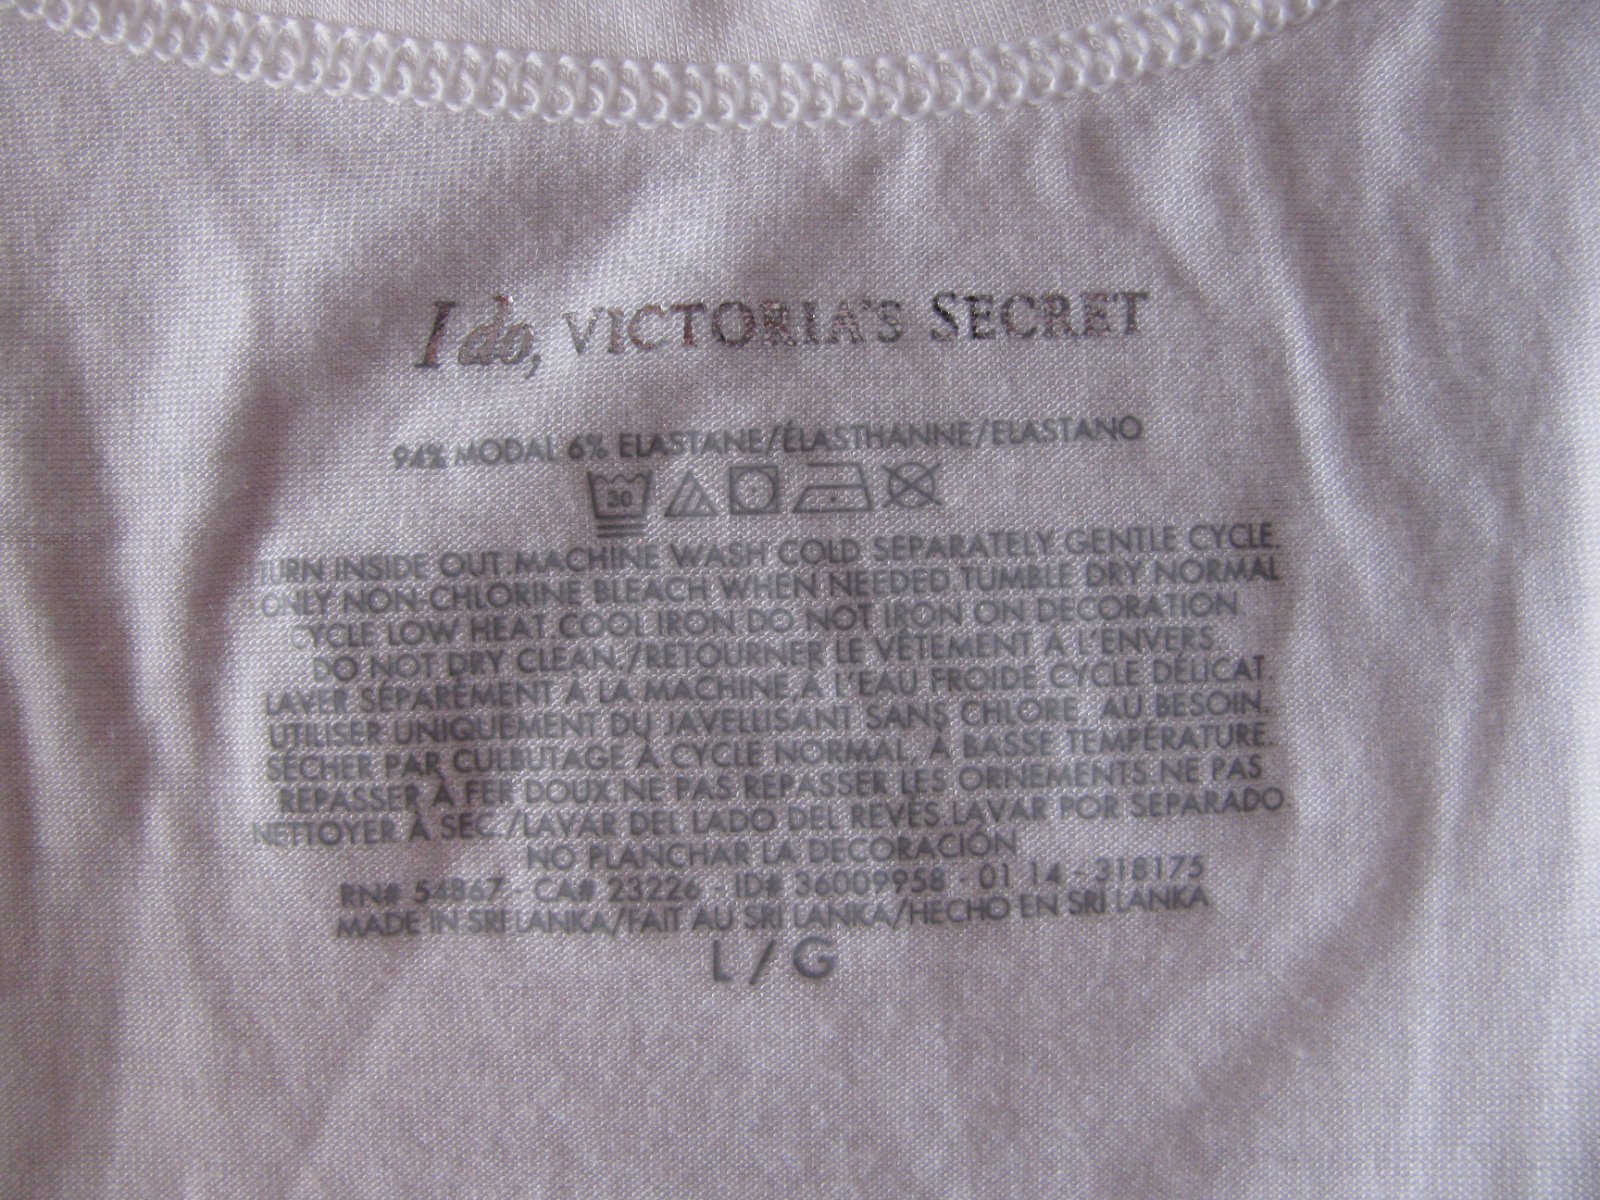 I do, VICTORIA'S SECRET
94% MODAL 6% ELASTANE/ÉLASTHANNE/ELASTANO
30
TURN INSIDE OUT. MACHINE WASH COLD. SEPARATELY. GENTLE CYCLE.
ONLY NON-CHLORINE BLEACH WHEN NEEDED. TUMBLE DRY NORMAL
CYCLE LOW HEAT. COOL IRON. DO NOT IRON ON DECORATION
DO NOT DRY CLEAN./RETOURNER LE VÊTEMENT A L'ENVERS.
LAVER SÉPARÉMENT À LA MACHINE, À L'EAU FROIDE. CYCLE DÉLICAT.
UTILISER UNIQUEMENT DU JAVELLISANT SANS CHLORE, AU BESOIN.
SÉCHER PAR CULBUTAGE À CYCLE NORMAL, À BASSE TEMPÉRATURE.
REPASSER À FER DOUX. NE PAS REPASSER LES ORNEMENTS. NE PAS
NETTOYER À SEC./LAVAR DEL LADO DEL REVÉS. LAVAR POR SEPARADO.
NO PLANCHAR LA DECORACIÓN
RN# 54867 - CA# 23226 - ID# 36009958 - 01 14 - 318175
MADE IN SRI LANKA/FAIT AU SRI LANKA/HECHO EN SRI LANKA
L / G